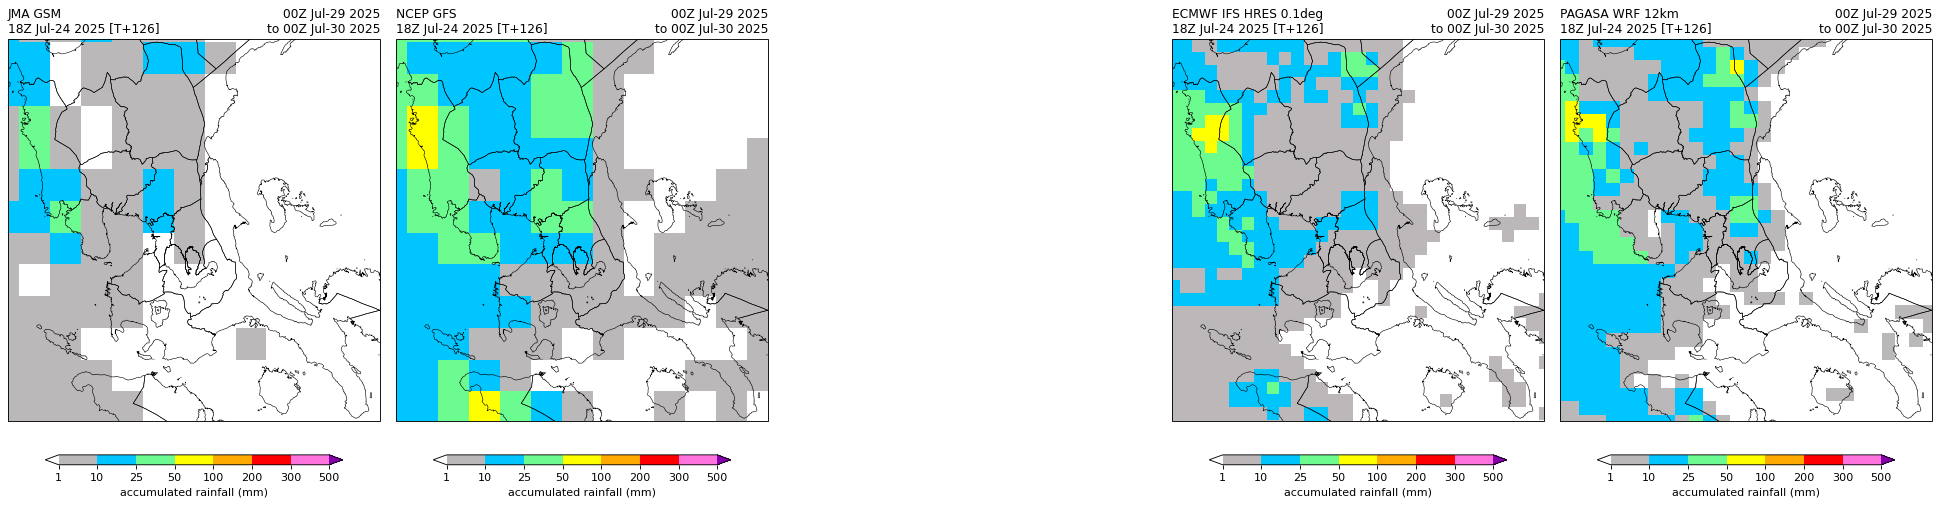 JMA GSM 00Z Jul-29 2025
18Z Jul-24 2025 [T+126] to 00Z Jul-30 2025
NCEP GFS 00Z Jul-29 2025
18Z Jul-24 2025 [T+126] to 00Z Jul-30 2025
ECMWF IFS HRES 0.1deg 00Z Jul-29 2025
18Z Jul-24 2025 [T+126] to 00Z Jul-30 2025
PAGASA WRF 12km 00Z Jul-29 2025
18Z Jul-24 2025 [T+126] to 00Z Jul-30 2025
1 10 25 50 100 200 300 500
accumulated rainfall (mm)
1 10 25 50 100 200 300 500
accumulated rainfall (mm)
1 10 25 50 100 200 300 500
accumulated rainfall (mm)
1 10 25 50 100 200 300 500
accumulated rainfall (mm)